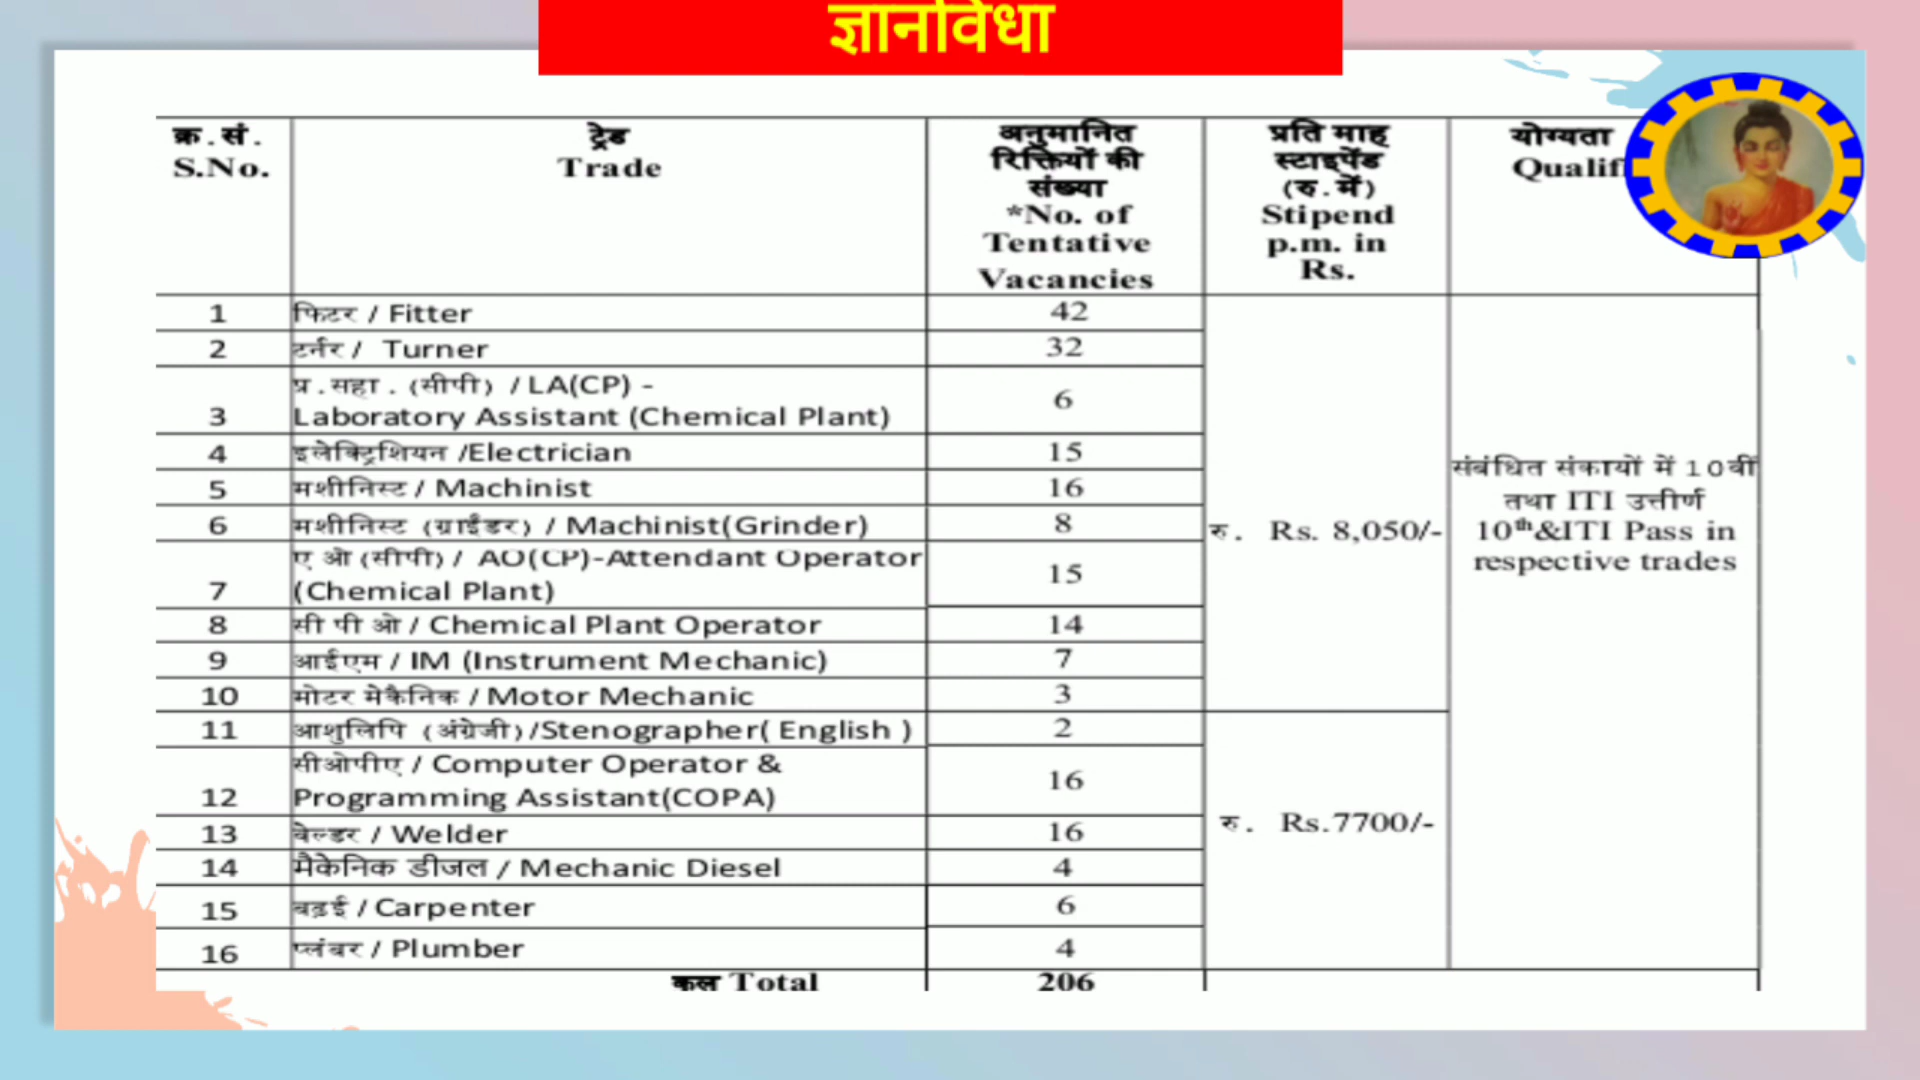 ज्ञानविधा
क्र.सं.
S.No.
ट्रेड
Trade
अनुमानित
रिक्तियों की
संख्या
*No. of
Tentative
Vacancies
प्रति माह
स्टाइपेंड
(रु.में)
Stipend
p.m. in
Rs.
योग्यता
Qualif
1 फिटर / Fitter 42
2 टर्नर / Turner 32
प्र.सहा. (सीपी) / LA(CP) -
3 Laboratory Assistant (Chemical Plant) 6
4 इलेक्ट्रिशियन /Electrician 15
5 मशीनिस्ट / Machinist 16
6 मशीनिस्ट (ग्राईंडर) / Machinist(Grinder) 8
ए ओ (सीपी) / AO(CP)-Attendant Operator
7 (Chemical Plant) 15
8 सी पी ओ / Chemical Plant Operator 14
9 आईएम / IM (Instrument Mechanic) 7
10 मोटर मेकैनिक / Motor Mechanic 3
रु. Rs. 8,050/-
संबंधित संकायों में 10वीं
तथा ITI उत्तीर्ण
10th&ITI Pass in
respective trades
11 आशुलिपि (अंग्रेजी)/Stenographer( English ) 2
सीओपीए / Computer Operator &
12 Programming Assistant(COPA) 16
13 वेल्डर / Welder 16
14 मैकेनिक डीजल / Mechanic Diesel 4
15 बढ़ई / Carpenter 6
16 प्लंबर / Plumber 4
रु. Rs.7700/-
कुल Total 206